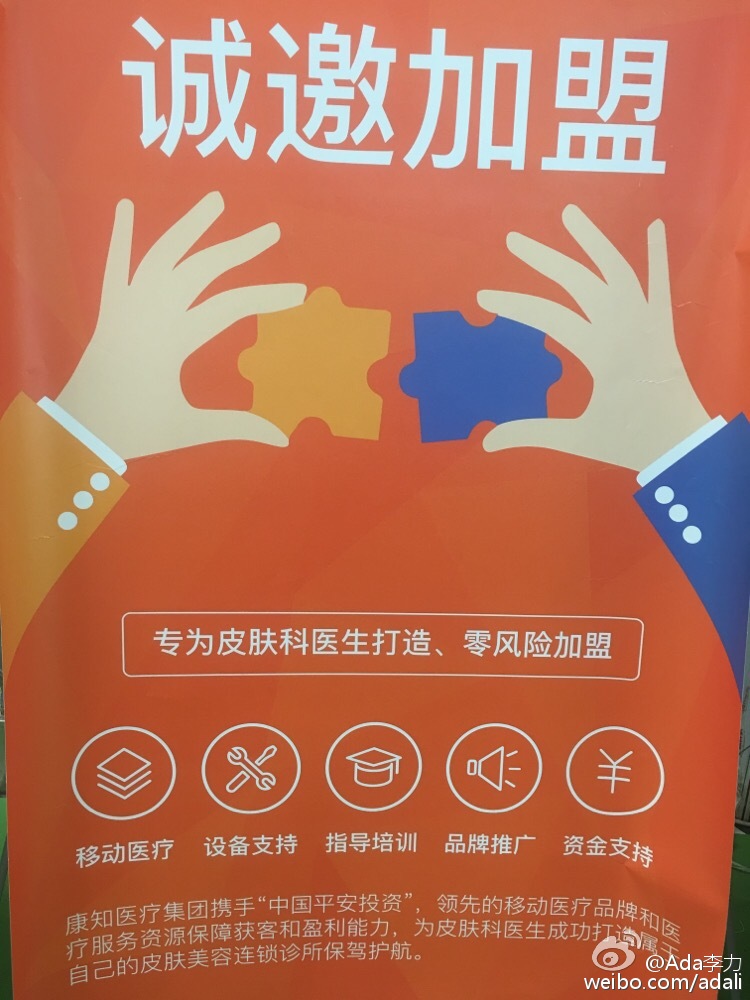 诚邀加盟
专为皮肤科医生打造、零风险加盟
移动医疗 设备支持 指导培训 品牌推广 资金支持
康知医疗集团携手“中国平安投资”，领先的移动医疗品牌和医
疗服务资源保障获客和盈利能力，为皮肤科医生成功打造属于
自己的皮肤美容连锁诊所保驾护航。
@Ada李力
weibo.com/adali